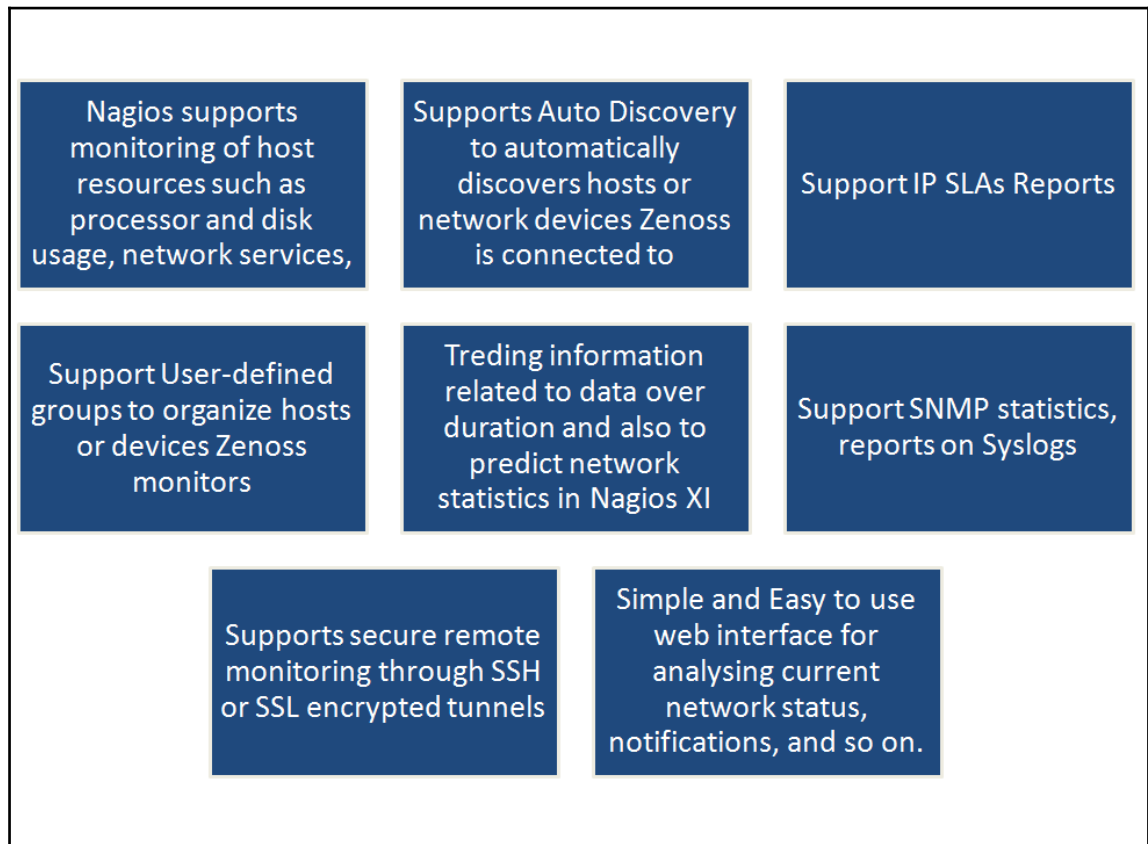 Nagios supports
monitoring of host
resources such as
processor and disk
usage, network services,
Supports Auto Discovery
to automatically
discovers hosts or
network devices Zenoss
is connected to
Support IP SLAs Reports
Support User-defined
groups to organize hosts
or devices Zenoss
monitors
Treding information
related to data over
duration and also to
predict network
statistics in Nagios XI
Support SNMP statistics,
reports on Syslogs
Supports secure remote
monitoring through SSH
or SSL encrypted tunnels
Simple and Easy to use
web interface for
analysing current
network status,
notifications, and so on.